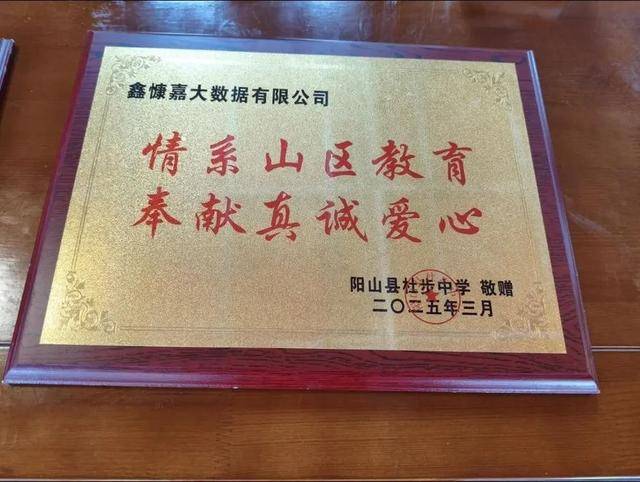 鑫慷嘉大数据有限公司
情系山区教育
奉献真诚爱心
阳山县杜步中学 敬赠
二〇二五年三月